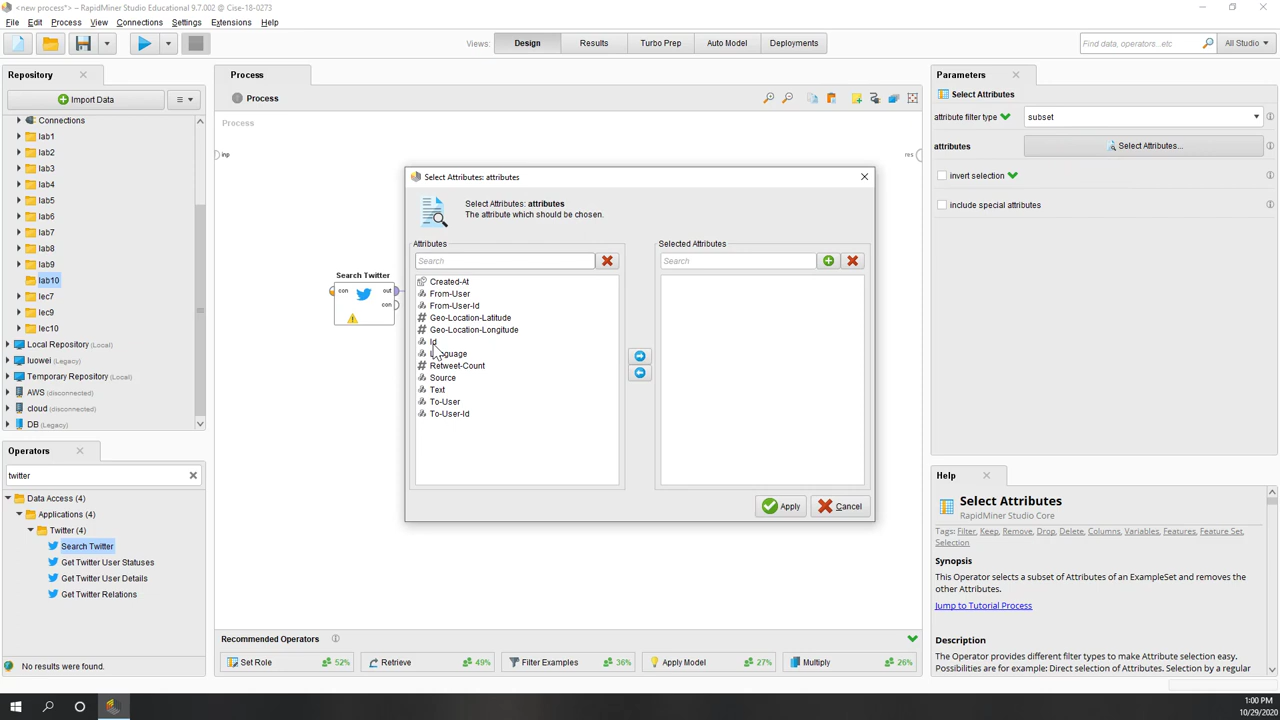 <new process*> – RapidMiner Studio Educational 9.7.002 @ Cise-18-0273
File Edit Process View Connections Settings Extensions Help
Views: Design Results Turbo Prep Auto Model Deployments
Find data, operators...etc All Studio
Repository
Import Data
Connections
lab1
lab2
lab3
lab4
lab5
lab6
lab7
lab8
lab9
lab10
lec7
lec9
lec10
Local Repository (Local)
luowei (Legacy)
Temporary Repository (Local)
AWS (disconnected)
cloud (disconnected)
DB (Legacy)
Operators
twitter
Data Access (4)
Applications (4)
Twitter (4)
Search Twitter
Get Twitter User Statuses
Get Twitter User Details
Get Twitter Relations
No results were found.
Process
Process
Process
inp
res
Search Twitter
con out
con
Select Attributes: attributes
Select Attributes: attributes
The attribute which should be chosen.
Attributes
Search
Created-At
From-User
From-User-Id
Geo-Location-Latitude
Geo-Location-Longitude
Id
Retweet-Count
Source
Text
To-User
To-User-Id
Selected Attributes
Search
Apply Cancel
Recommended Operators
Set Role 52% Retrieve 49% Filter Examples 36% Apply Model 27% Multiply 26%
Parameters
Select Attributes
attribute filter type subset
attributes Select Attributes...
invert selection
include special attributes
Help
Select Attributes
RapidMiner Studio Core
Tags: Filter, Keep, Remove, Drop, Delete, Columns, Variables, Features, Feature Set,
Selection
Synopsis
This Operator selects a subset of Attributes of an ExampleSet and removes the
other Attributes.
Jump to Tutorial Process
Description
The Operator provides different filter types to make Attribute selection easy.
Possibilities are for example: Direct selection of Attributes. Selection by a regular
1:00 PM
10/29/2020